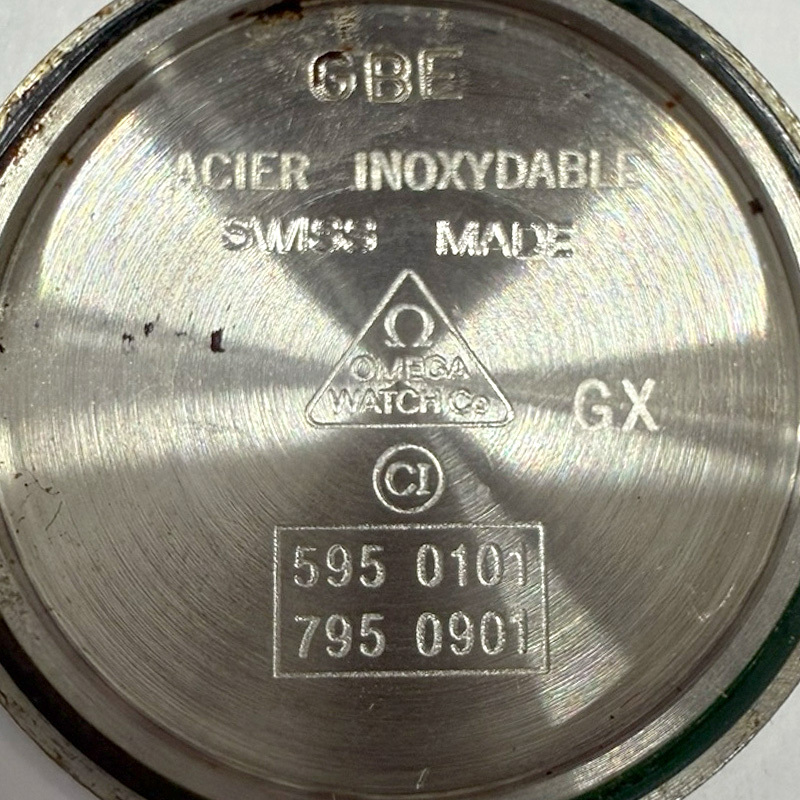 GBE
ACIER INOXYDABLE
SWISS MADE
Ω
OMEGA
WATCH Co
GX
CI
595 0101
795 0901